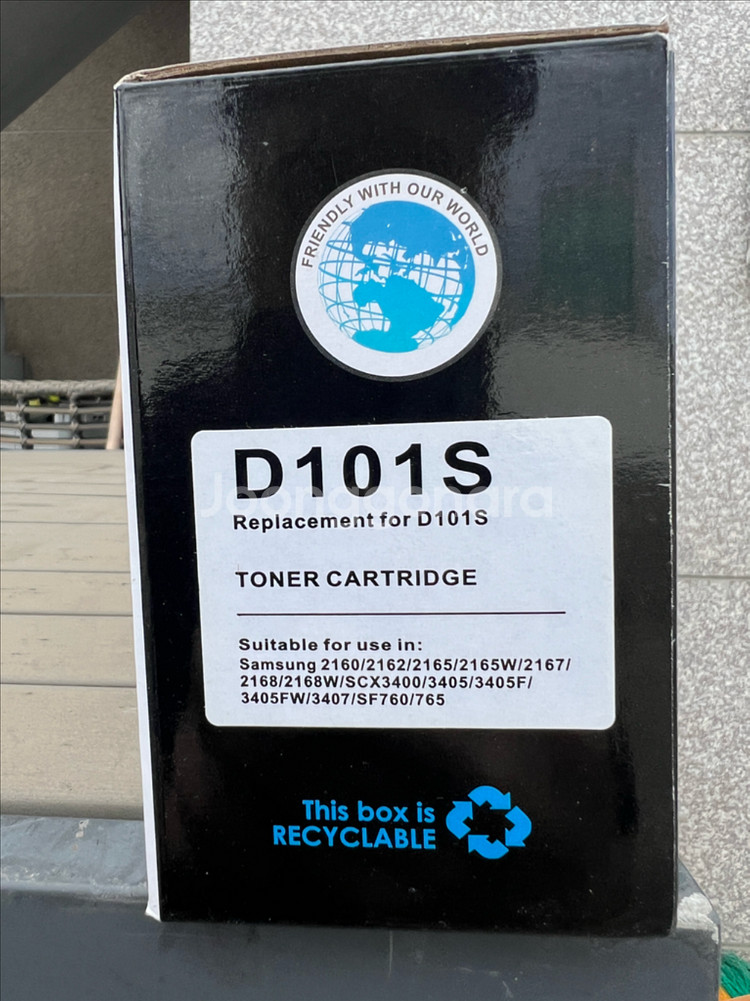 FRIENDLY WITH OUR WORLD
D101S
Joonggonara
Replacement for D101S
TONER CARTRIDGE
Suitable for use in:
Samsung 2160/2162/2165/2165W/2167/
2168/2168W/SCX3400/3405/3405F/
3405FW/3407/SF760/765
This box is
RECYCLABLE